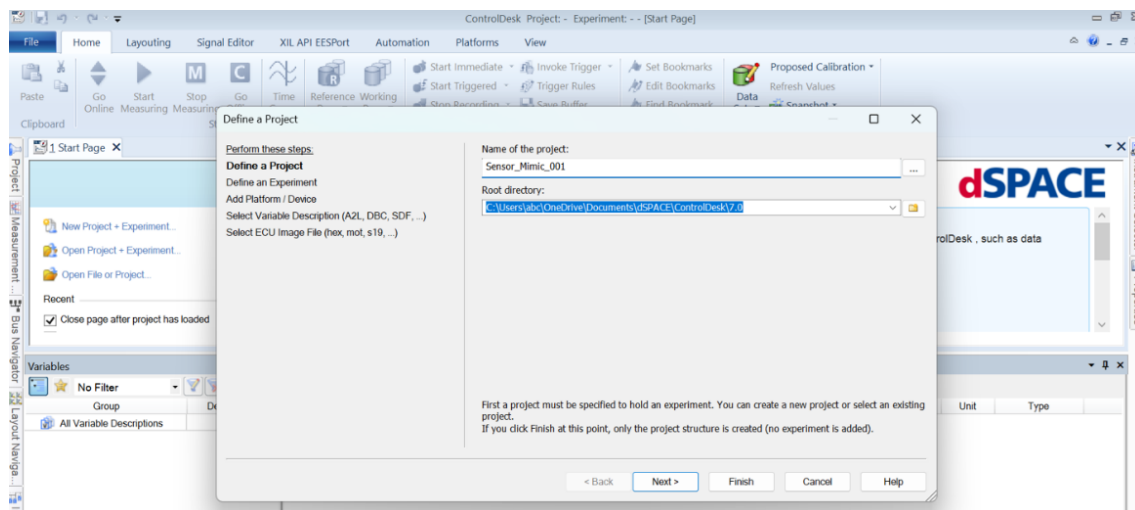 ControlDesk Project: - Experiment: - - [Start Page]
File Home Layouting Signal Editor XIL API EESPort Automation Platforms View
Paste
Clipboard
Go Online
Start Measuring
Stop Measuring
Go
Time
Reference
Working
Start Immediate
Start Triggered
Stop Recording
Invoke Trigger
Trigger Rules
Save Buffer
Set Bookmarks
Edit Bookmarks
Find Bookmark
Data
Proposed Calibration
Refresh Values
Snapshot
1 Start Page
Project
Measurement ...
Bus Navigator
Layout Naviga...
New Project + Experiment...
Open Project + Experiment...
Open File or Project...
Recent
Close page after project has loaded
dSPACE
rolDesk , such as data
Define a Project
Perform these steps:
Define a Project
Define an Experiment
Add Platform / Device
Select Variable Description (A2L, DBC, SDF, ...)
Select ECU Image File (hex, mot, s19, ...)
Name of the project:
Sensor_Mimic_001
...
Root directory:
C:\Users\abc\OneDrive\Documents\dSPACE\ControlDesk\7.0
First a project must be specified to hold an experiment. You can create a new project or select an existing
project.
If you click Finish at this point, only the project structure is created (no experiment is added).
< Back Next > Finish Cancel Help
Variables
No Filter
Group De
Unit Type
All Variable Descriptions